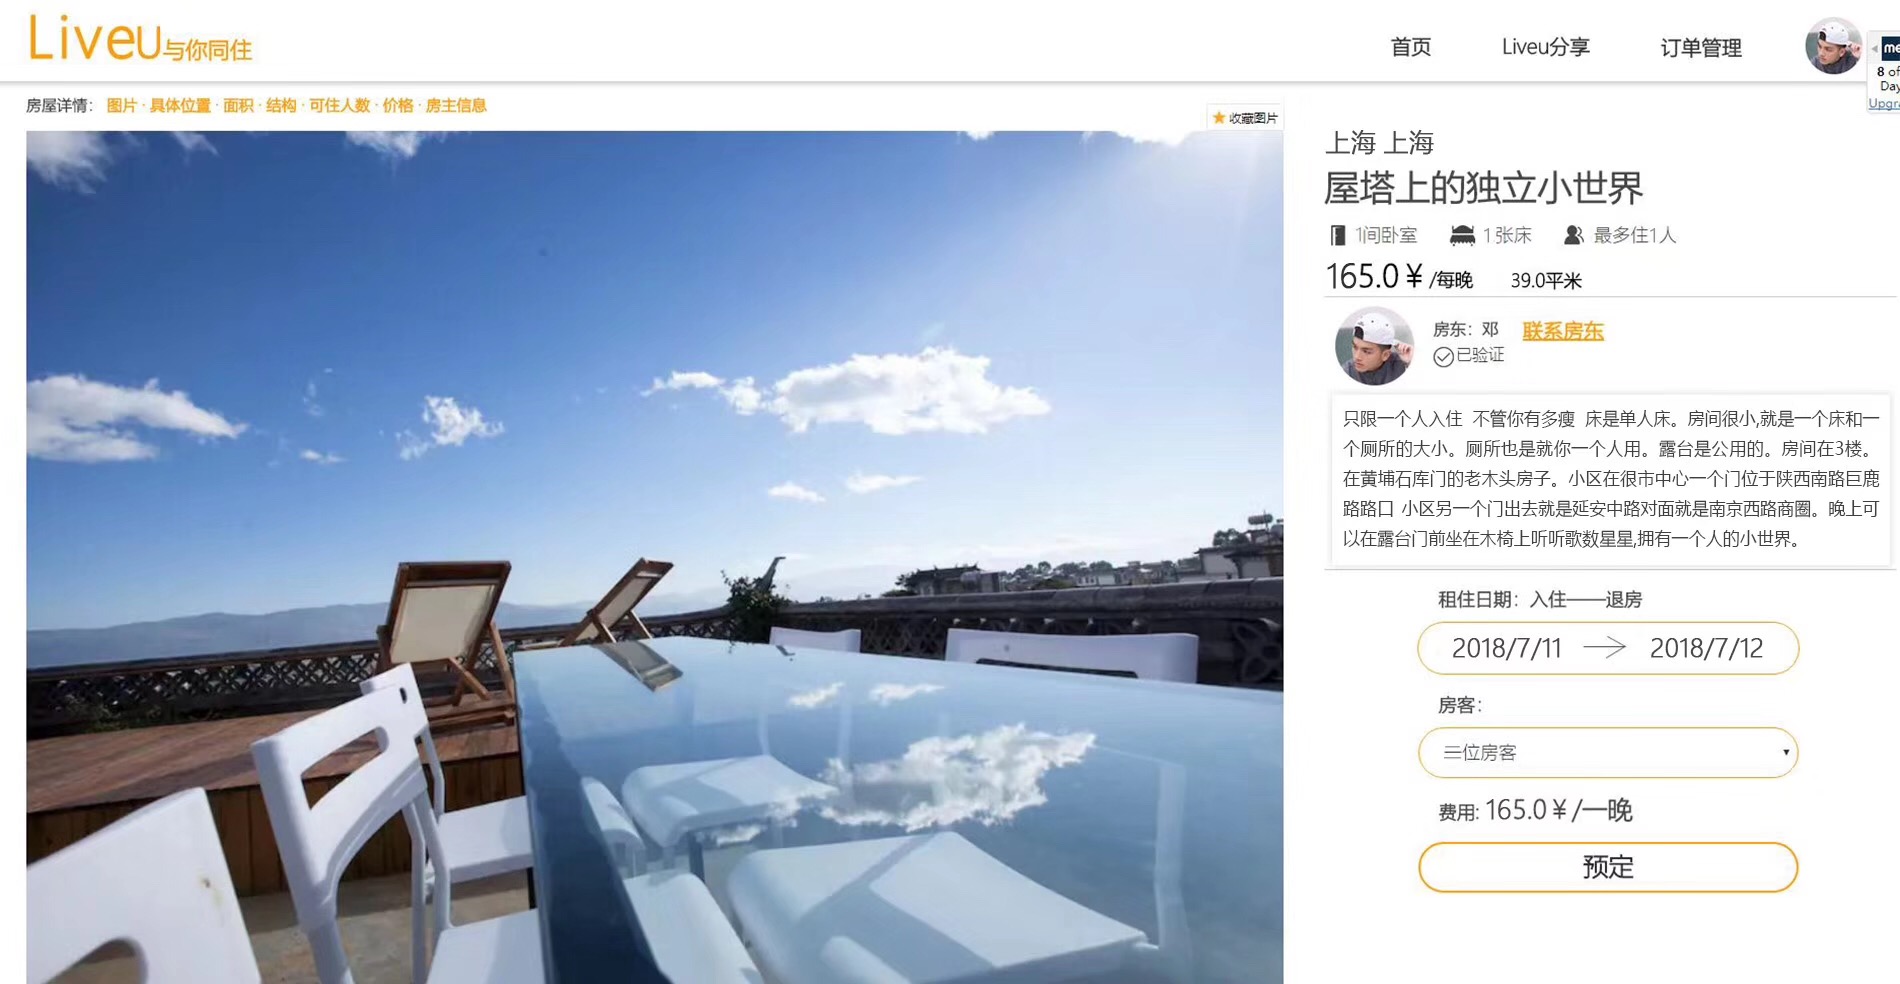 Liveu与你同住
首页 Liveu分享 订单管理
me
8 of
Day
Upgra
房屋详情： 图片 · 具体位置 · 面积 · 结构 · 可住人数 · 价格 · 房主信息
收藏图片
上海 上海
屋塔上的独立小世界
1间卧室 1张床 最多住1人
165.0￥/每晚 39.0平米
房东：邓 联系房东
已验证
只限一个人入住 不管你有多瘦 床是单人床。房间很小,就是一个床和一
个厕所的大小。厕所也是就你一个人用。露台是公用的。房间在3楼。
在黄埔石库门的老木头房子。小区在很市中心一个门位于陕西南路巨鹿
路路口 小区另一个门出去就是延安中路对面就是南京西路商圈。晚上可
以在露台门前坐在木椅上听听歌数星星,拥有一个人的小世界。
租住日期：入住——退房
2018/7/11 2018/7/12
房客：
三位房客
费用: 165.0￥/一晚
预定